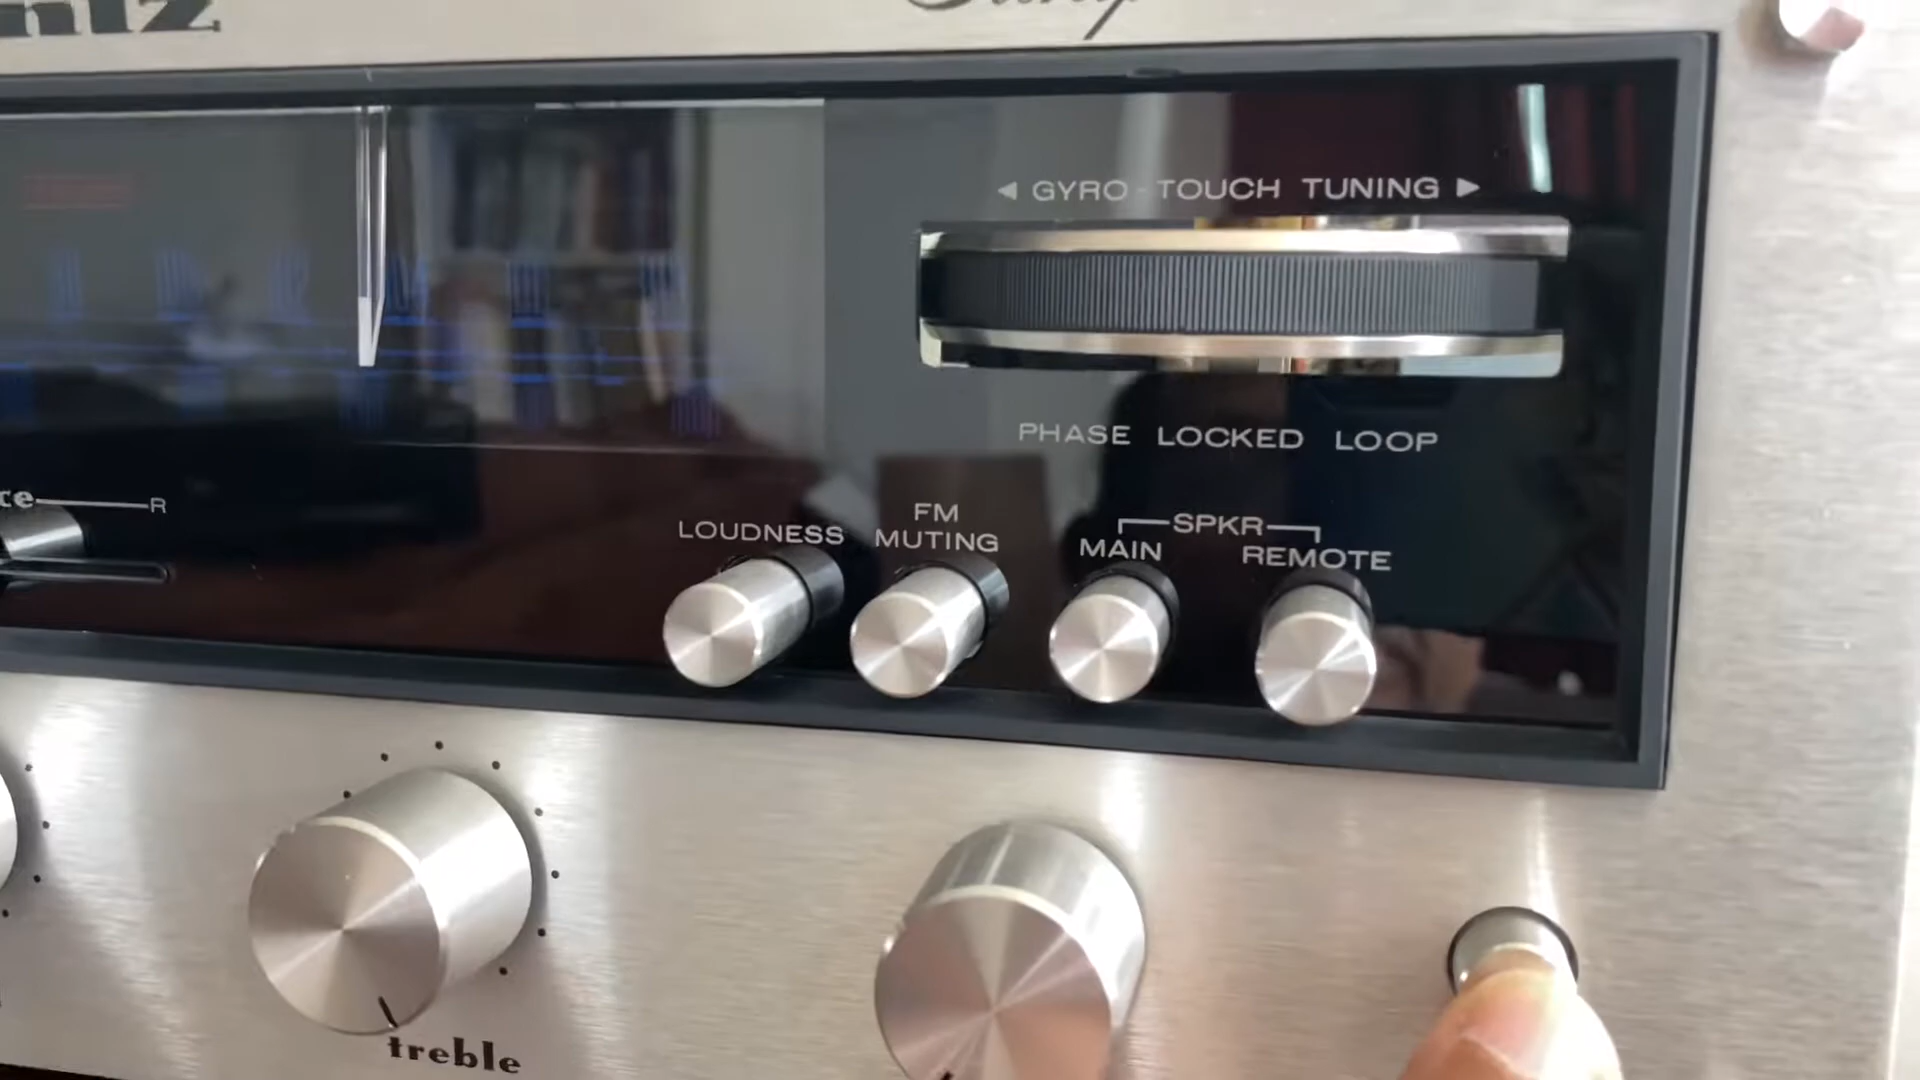 ◄ GYRO-TOUCH TUNING ►
PHASE LOCKED LOOP
R
LOUDNESS
FM
MUTING
SPKR
MAIN
REMOTE
treble